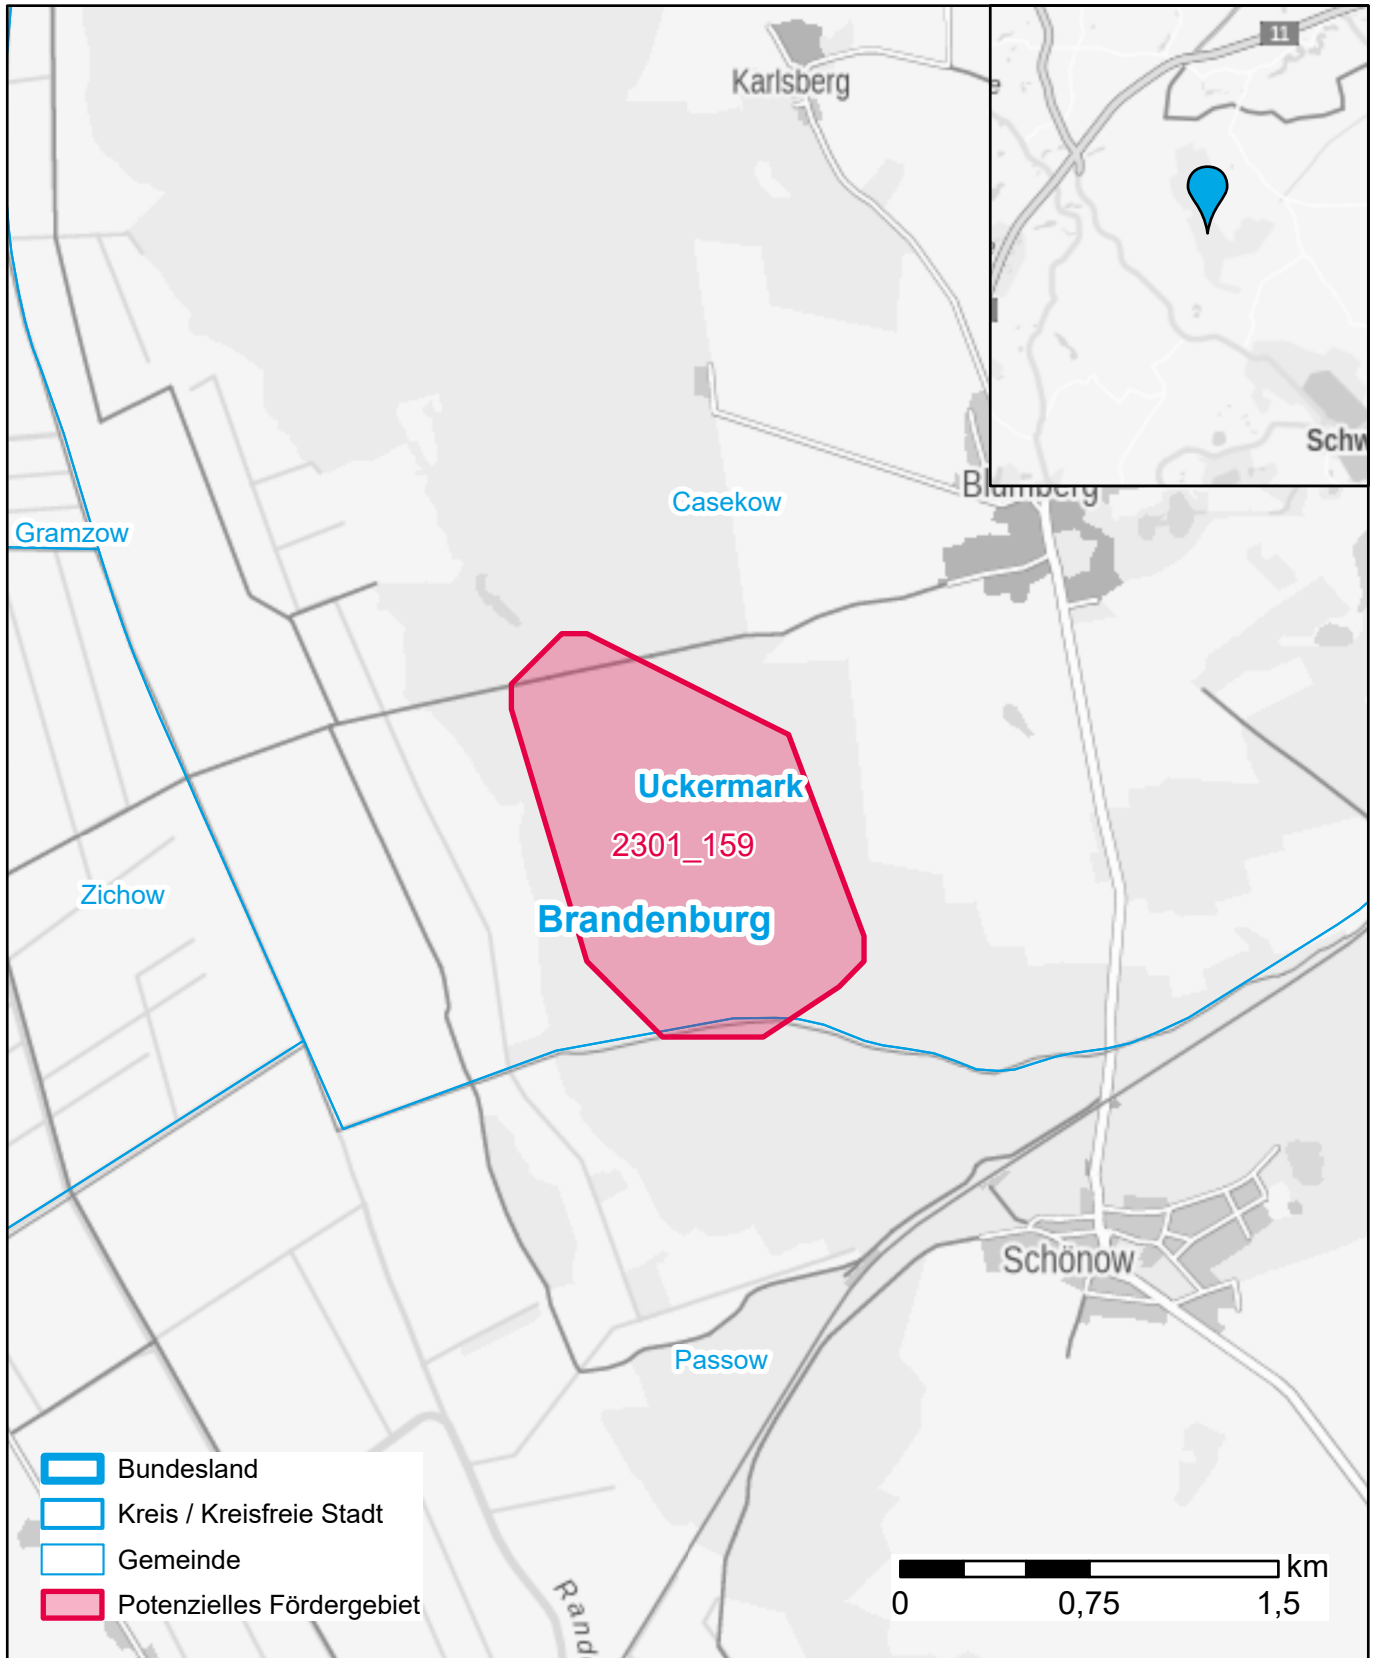 Karlsberg
11
Schw
Blumberg
Casekow
Gramzow
Uckermark
2301_159
Zichow
Brandenburg
Schönow
Passow
Bundesland
Kreis / Kreisfreie Stadt
Gemeinde
Potenzielles Fördergebiet
km
0 0,75 1,5
Rand